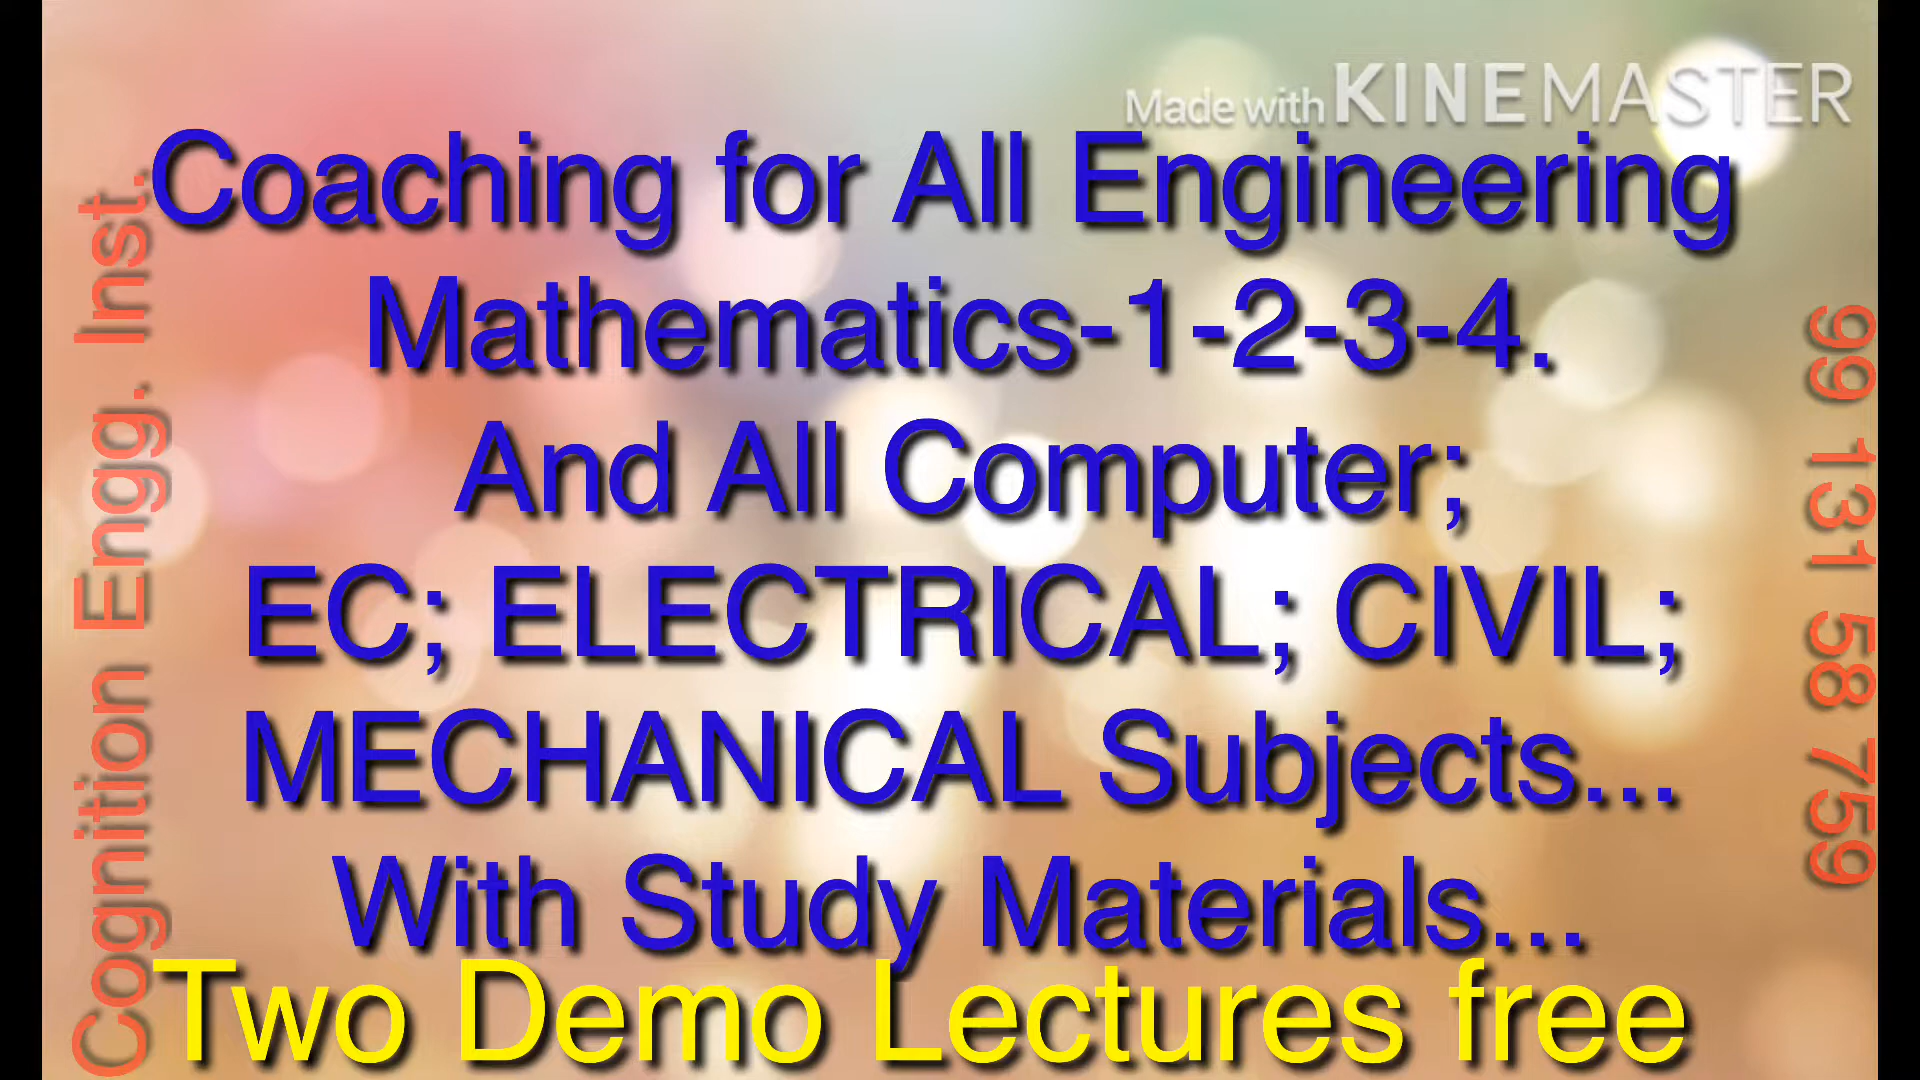 Made with KINEMASTER
Coaching for All Engineering
Mathematics-1-2-3-4.
And All Computer;
EC; ELECTRICAL; CIVIL;
MECHANICAL Subjects...
With Study Materials...
Two Demo Lectures free
Cognition Engg. Inst.
99 131 58 759